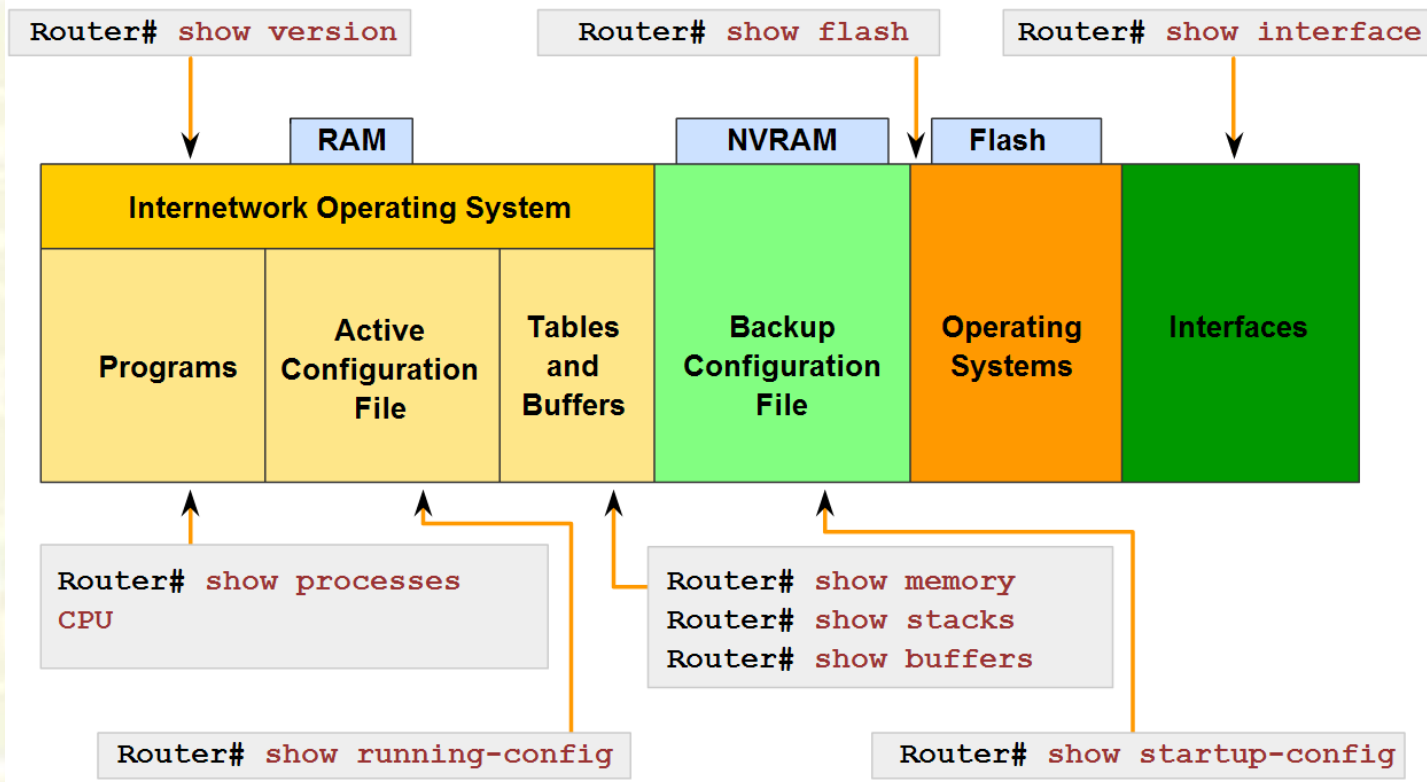 Router# show version
Router# show flash
Router# show interface
RAM
NVRAM
Flash
Internetwork Operating System
Programs
Active
Configuration
File
Tables
and
Buffers
Backup
Configuration
File
Operating
Systems
Interfaces
Router# show processes
CPU
Router# show memory
Router# show stacks
Router# show buffers
Router# show running-config
Router# show startup-config